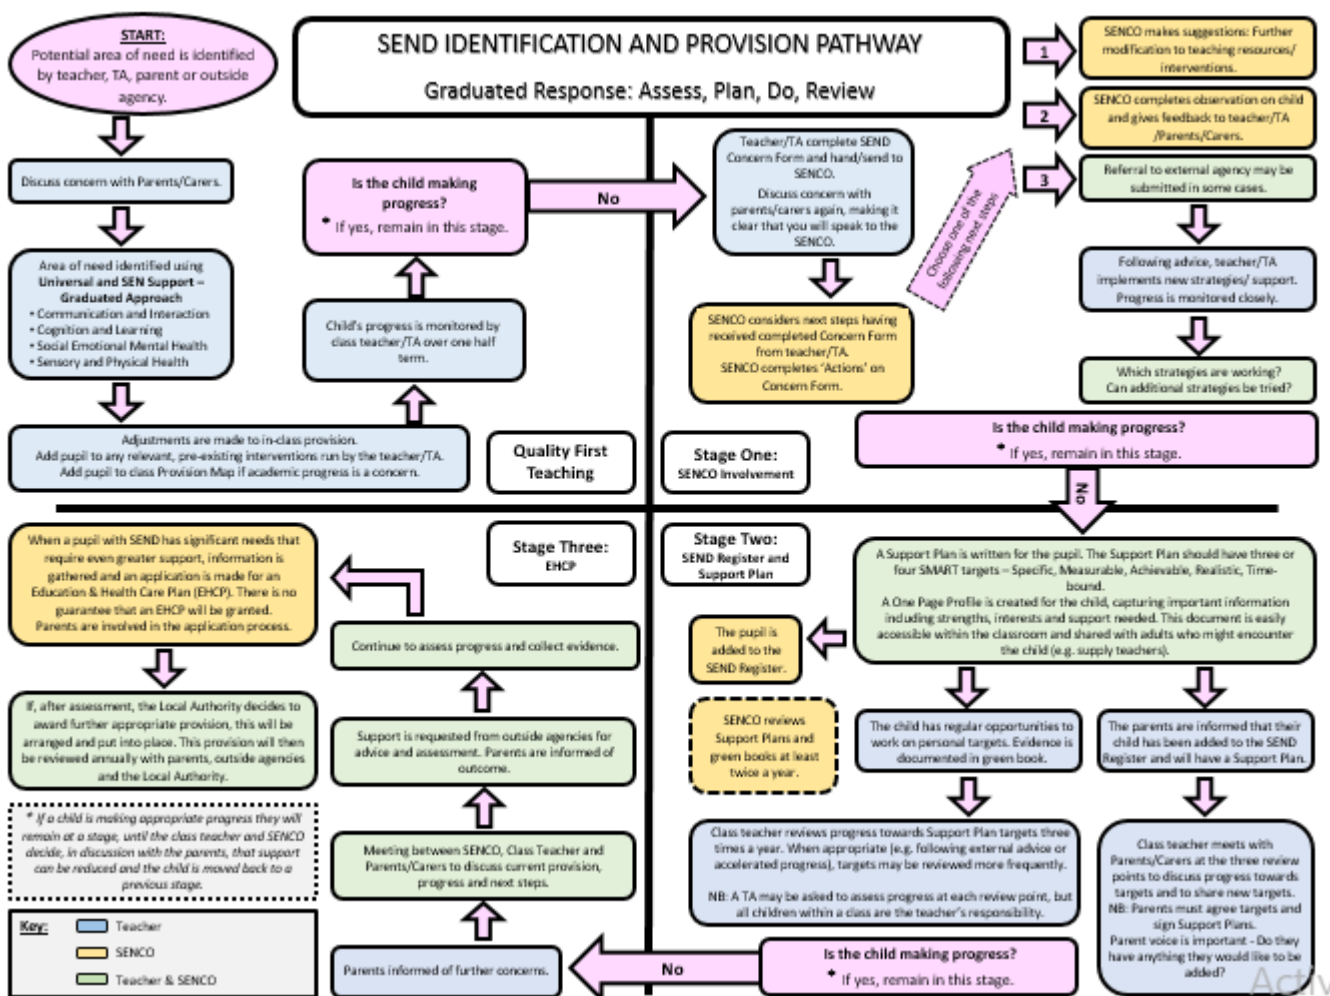 START:
Potential area of need is identified
by teacher, TA, parent or outside
agency.
Discuss concern with Parents/Carers.
Area of need identified using
Universal and SEN Support –
Graduated Approach
• Communication and Interaction
• Cognition and Learning
• Social Emotional Mental Health
• Sensory and Physical Health
Adjustments are made to in-class provision.
Add pupil to any relevant, pre-existing interventions run by the teacher/TA.
Add pupil to class Provision Map if academic progress is a concern.
SEND IDENTIFICATION AND PROVISION PATHWAY
Graduated Response: Assess, Plan, Do, Review
Is the child making
progress?
* If yes, remain in this stage.
Child's progress is monitored by
class teacher/TA over one half
term.
Quality First
Teaching
No
Teacher/TA complete SEND
Concern Form and hand/send to
SENCO.
Discuss concern with
parents/carers again, making it
clear that you will speak to the
SENCO.
SENCO considers next steps having
received completed Concern Form
from teacher/TA.
SENCO completes 'Actions' on
Concern Form.
Stage One:
SENCO Involvement
Choose one of the
following next steps
1
SENCO makes suggestions: Further
modification to teaching resources/
interventions.
2
SENCO completes observation on child
and gives feedback to teacher/TA
/Parents/Carers.
3
Referral to external agency may be
submitted in some cases.
Following advice, teacher/TA
implements new strategies/ support.
Progress is monitored closely.
Which strategies are working?
Can additional strategies be tried?
Is the child making progress?
* If yes, remain in this stage.
No
Stage Two:
SEND Register and
Support Plan
A Support Plan is written for the pupil. The Support Plan should have three or
four SMART targets – Specific, Measurable, Achievable, Realistic, Time-
bound.
A One Page Profile is created for the child, capturing important information
including strengths, interests and support needed. This document is easily
accessible within the classroom and shared with adults who might encounter
the child (e.g. supply teachers).
The pupil is
added to the
SEND Register.
SENCO reviews
Support Plans and
green books at least
twice a year.
The child has regular opportunities to
work on personal targets. Evidence is
documented in green book.
The parents are informed that their
child has been added to the SEND
Register and will have a Support Plan.
Class teacher reviews progress towards Support Plan targets three
times a year. When appropriate (e.g. following external advice or
accelerated progress), targets may be reviewed more frequently.
NB: A TA may be asked to assess progress at each review point, but
all children within a class are the teacher's responsibility.
Class teacher meets with
Parents/Carers at the three review
points to discuss progress towards
targets and to share new targets.
NB: Parents must agree targets and
sign Support Plans.
Parent voice is important - Do they
have anything they would like to be
added?
Is the child making progress?
* If yes, remain in this stage.
No
Stage Three:
EHCP
Parents informed of further concerns.
Meeting between SENCO, Class Teacher and
Parents/Carers to discuss current provision,
progress and next steps.
Support is requested from outside agencies for
advice and assessment. Parents are informed of
outcome.
Continue to assess progress and collect evidence.
When a pupil with SEND has significant needs that
require even greater support, information is
gathered and an application is made for an
Education & Health Care Plan (EHCP). There is no
guarantee that an EHCP will be granted.
Parents are involved in the application process.
If, after assessment, the Local Authority decides to
award further appropriate provision, this will be
arranged and put into place. This provision will then
be reviewed annually with parents, outside agencies
and the Local Authority.
* If a child is making appropriate progress they will
remain at a stage, until the class teacher and SENCO
decide, in discussion with the parents, that support
can be reduced and the child is moved back to a
previous stage.
Key:
Teacher
SENCO
Teacher & SENCO
Activ